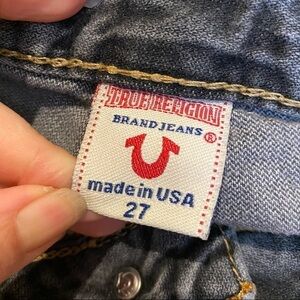 TRUE RELIGION
BRAND JEANS ®
made in USA
27